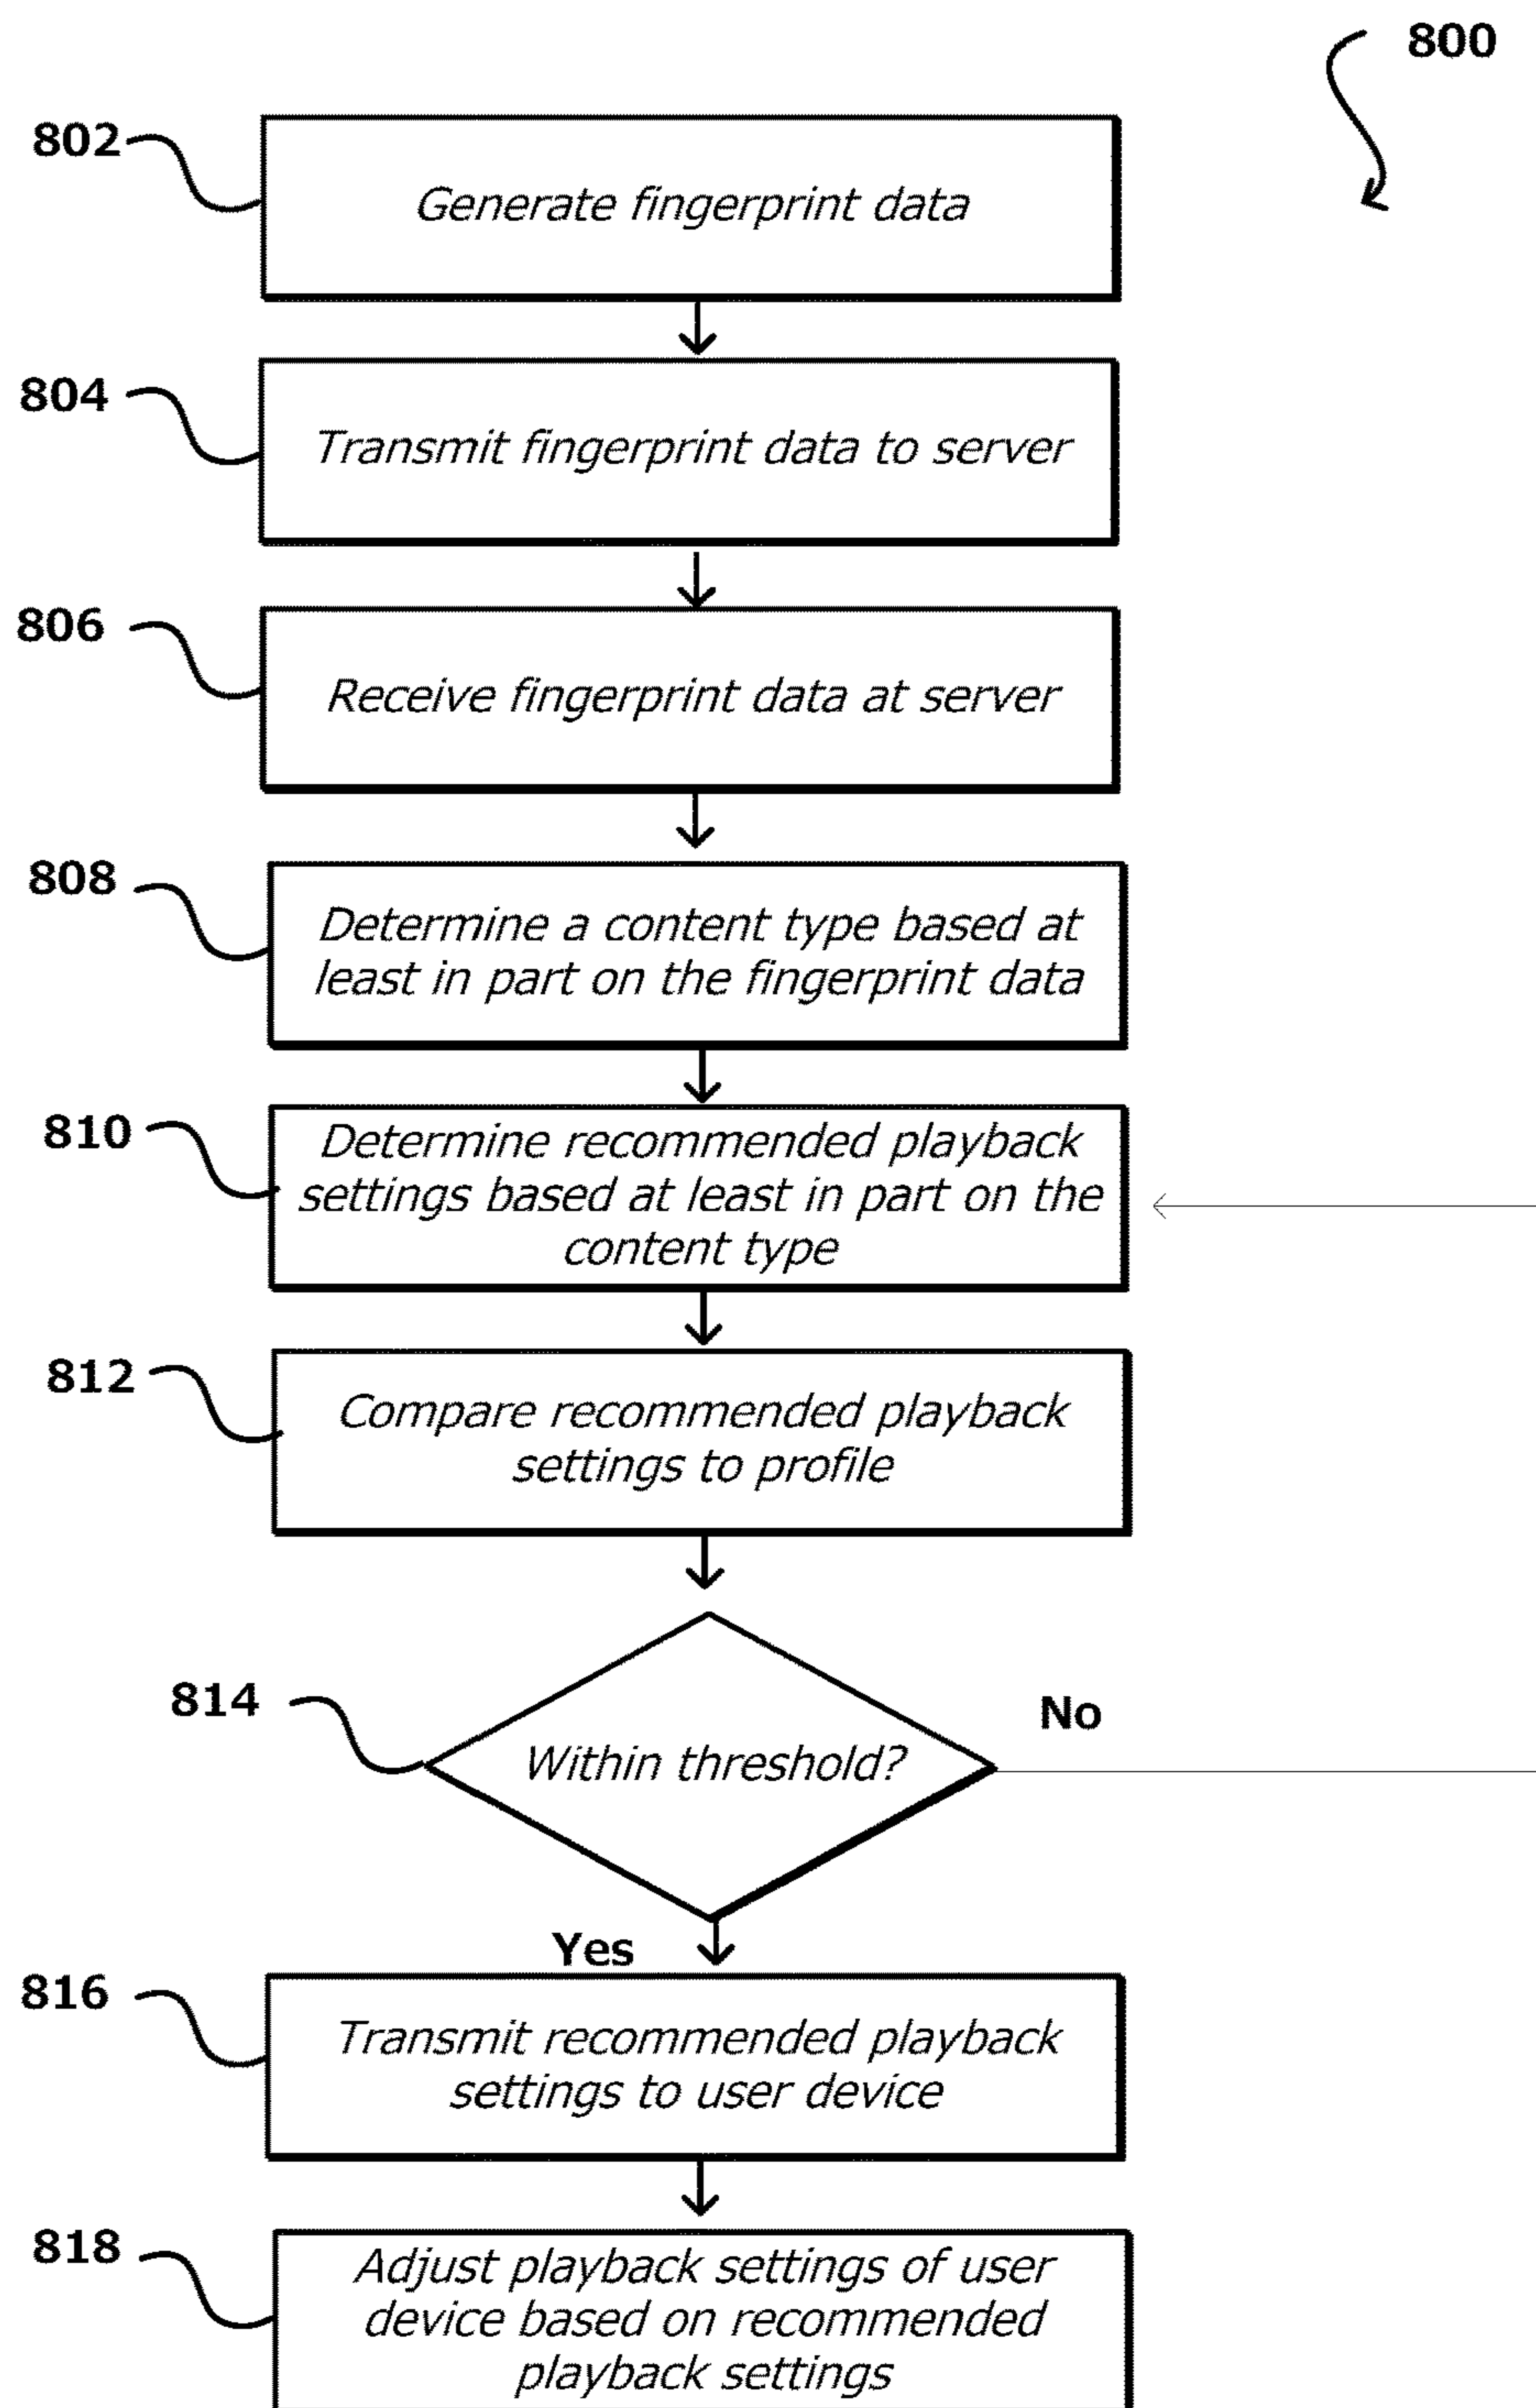 800
802
Generate fingerprint data
804
Transmit fingerprint data to server
806
Receive fingerprint data at server
808
Determine a content type based at
least in part on the fingerprint data
810
Determine recommended playback
settings based at least in part on the
content type
812
Compare recommended playback
settings to profile
814
Within threshold?
No
Yes
816
Transmit recommended playback
settings to user device
818
Adjust playback settings of user
device based on recommended
playback settings